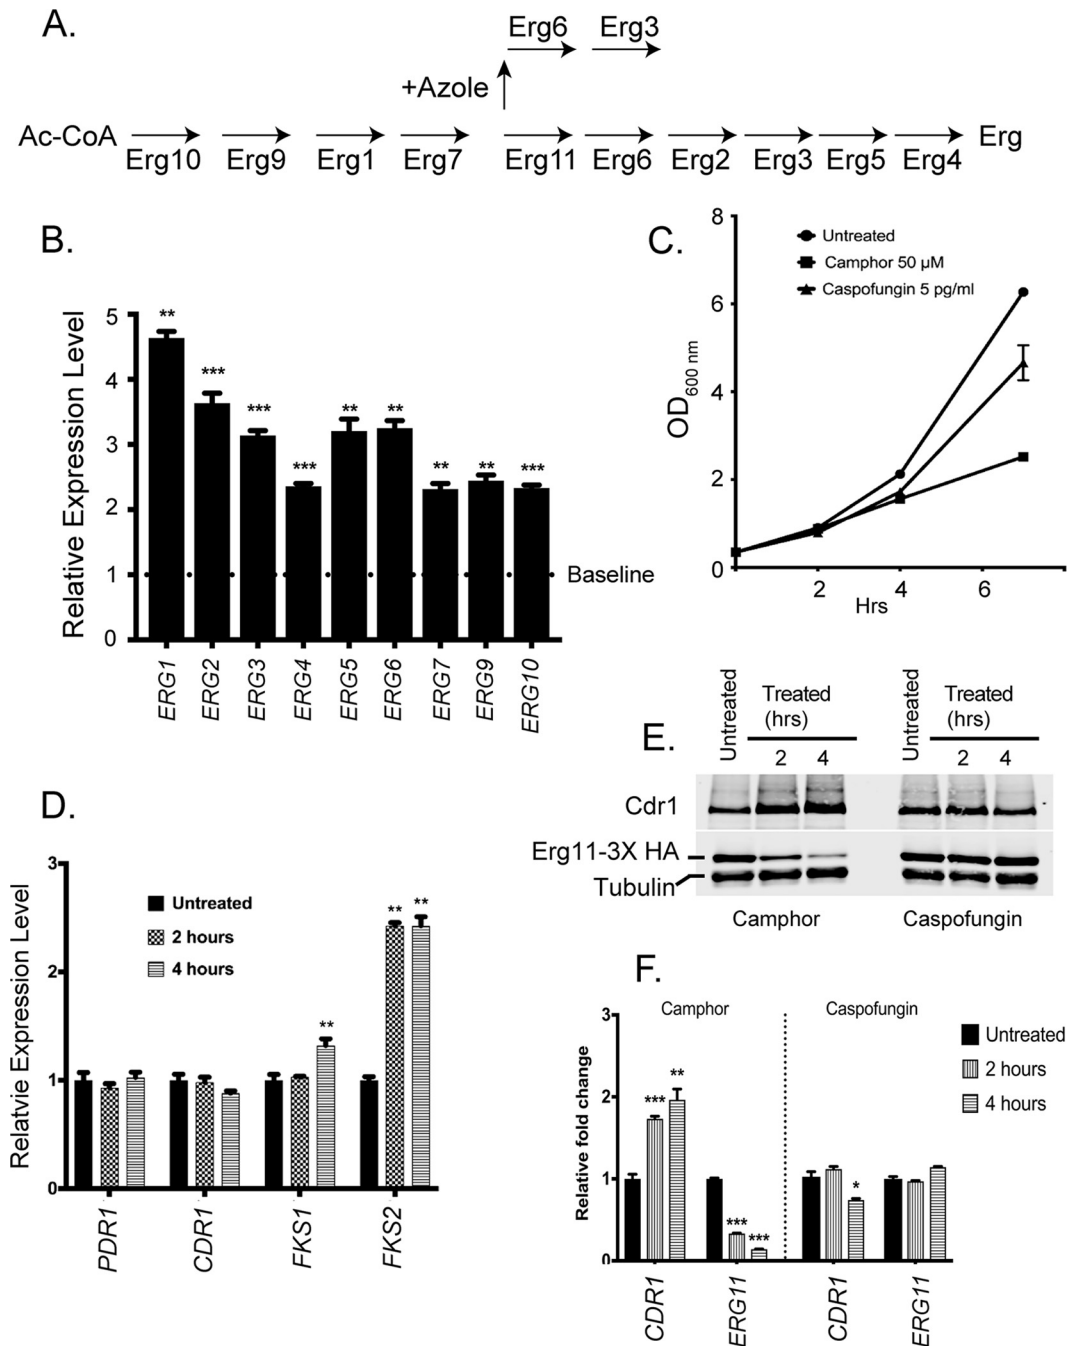 A.
Erg6 Erg3
+Azole
Ac-CoA Erg
Erg10 Erg9 Erg1 Erg7 Erg11 Erg6 Erg2 Erg3 Erg5 Erg4
B.
Relative Expression Level
5
4
3
2
1
0
** *** *** *** ** ** ** ** ***
Baseline
ERG1 ERG2 ERG3 ERG4 ERG5 ERG6 ERG7 ERG9 ERG10
C.
Untreated
Camphor 50 µM
Caspofungin 5 pg/ml
OD600 nm
8
6
4
2
0
2 4 6
Hrs
D.
Relatvie Expression Level
3
2
1
0
Untreated
2 hours
4 hours
** ** **
PDR1 CDR1 FKS1 FKS2
E.
Untreated Treated (hrs) 2 4
Untreated Treated (hrs) 2 4
Cdr1
Erg11-3X HA
Tubulin
Camphor Caspofungin
F.
Camphor Caspofungin
Relative fold change
3
2
1
0
Untreated
2 hours
4 hours
*** ** *** *** *
CDR1 ERG11 CDR1 ERG11